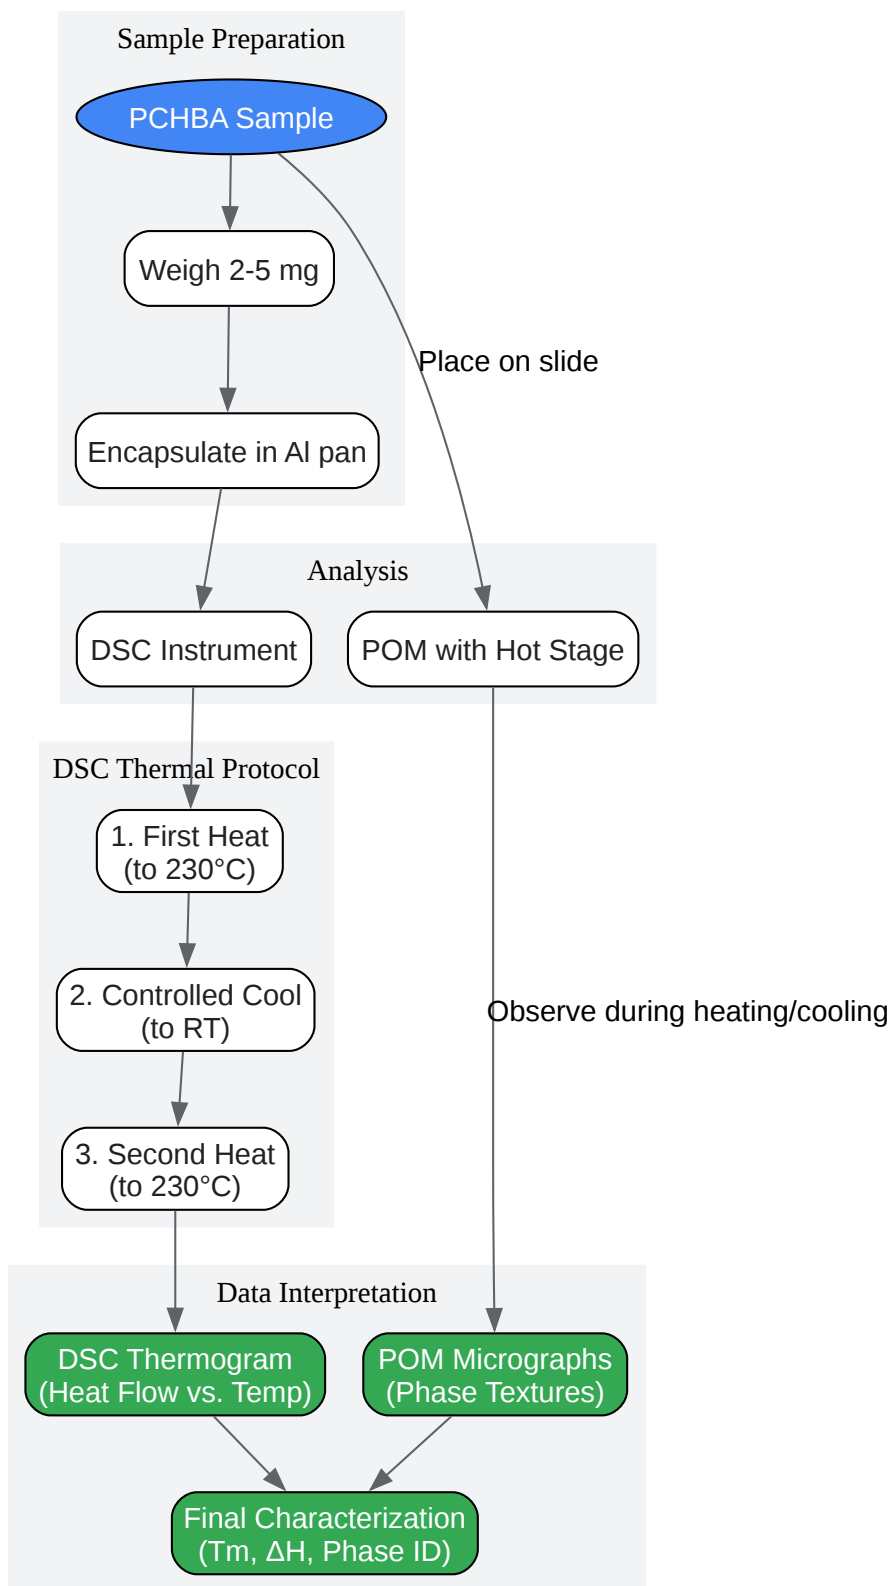 Sample Preparation
PCHBA Sample
Weigh 2-5 mg
Place on slide
Encapsulate in Al pan
Analysis
DSC Instrument
POM with Hot Stage
DSC Thermal Protocol
1. First Heat
(to 230°C)
2. Controlled Cool
(to RT)
Observe during heating/cooling
3. Second Heat
(to 230°C)
Data Interpretation
DSC Thermogram
(Heat Flow vs. Temp)
POM Micrographs
(Phase Textures)
Final Characterization
(Tm, ΔH, Phase ID)